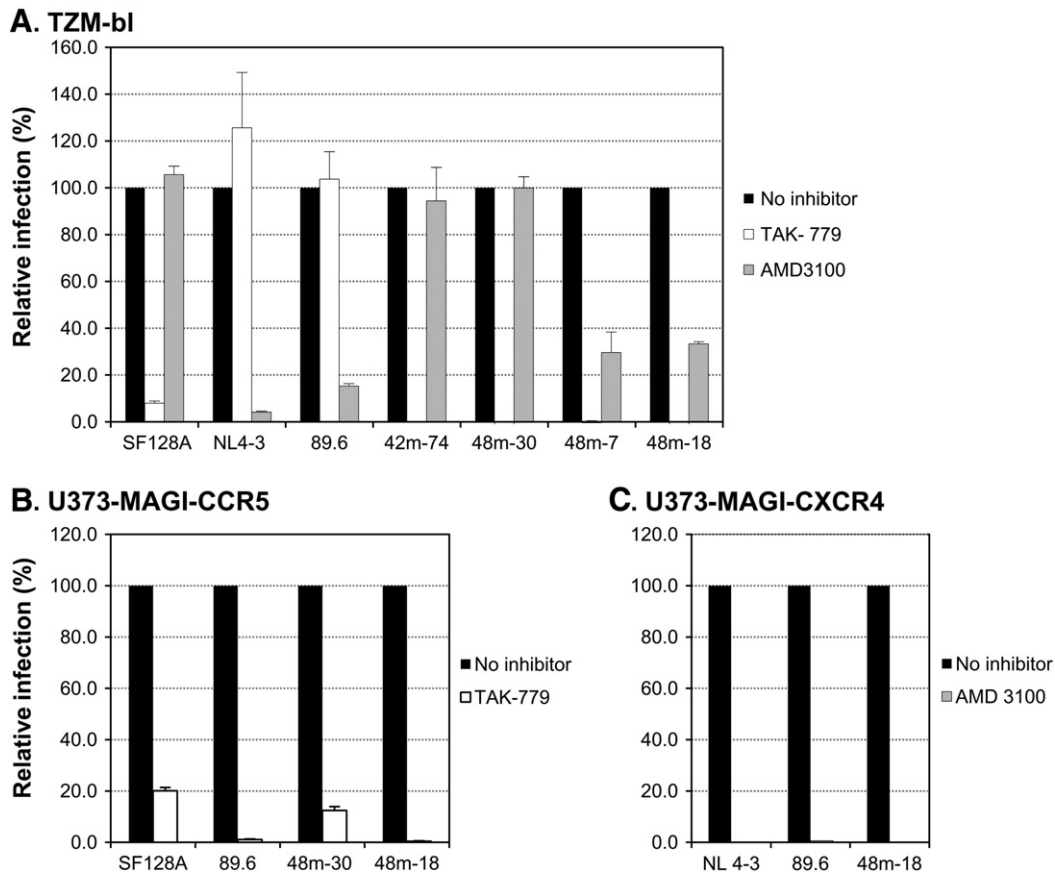 A. TZM-bl
160.0
140.0
120.0
100.0
80.0
60.0
40.0
20.0
0.0
Relative infection (%)
SF128A NL4-3 89.6 42m-74 48m-30 48m-7 48m-18
No inhibitor
TAK- 779
AMD3100
B. U373-MAGI-CCR5
120.0
100.0
80.0
60.0
40.0
20.0
0.0
Relative infection (%)
SF128A 89.6 48m-30 48m-18
No inhibitor
TAK-779
C. U373-MAGI-CXCR4
120.0
100.0
80.0
60.0
40.0
20.0
0.0
NL 4-3 89.6 48m-18
No inhibitor
AMD 3100